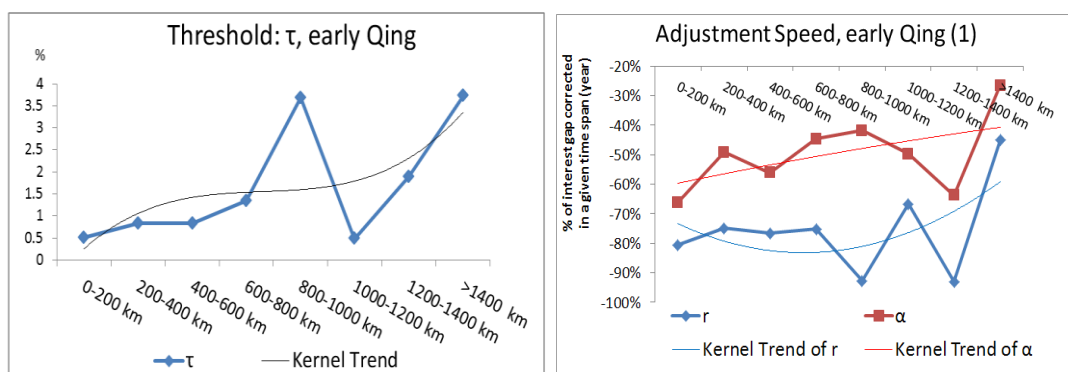 Threshold: τ, early Qing
%
4
3.5
3
2.5
2
1.5
1
0.5
0
0-200 km
200-400 km
400-600 km
600-800 km
800-1000 km
1000-1200 km
1200-1400 km
>1400 km
τ
Kernel Trend
Adjustment Speed, early Qing (1)
% of interest gap corrected
in a given time span (year)
-20%
-30%
-40%
-50%
-60%
-70%
-80%
-90%
-100%
0-200 km
200-400 km
400-600 km
600-800 km
800-1000 km
1000-1200 km
1200-1400 km
>1400 km
r
α
Kernel Trend of r
Kernel Trend of α